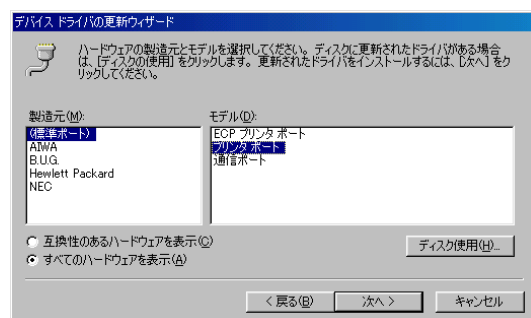 デバイス ドライバの更新ウィザード
ハードウェアの製造元とモデルを選択してください。ディスクに更新されたドライバがある場合
は、[ディスクの使用] をクリックします。更新されたドライバをインストールするには、[次へ] をク
リックしてください。
製造元(M):
モデル(D):
(標準ポート)
AIWA
B.U.G.
Hewlett Packard
NEC
ECP プリンタ ポート
プリンタ ポート
通信ポート
互換性のあるハードウェアを表示(C)
すべてのハードウェアを表示(A)
ディスク使用(H)...
< 戻る(B)
次へ >
キャンセル